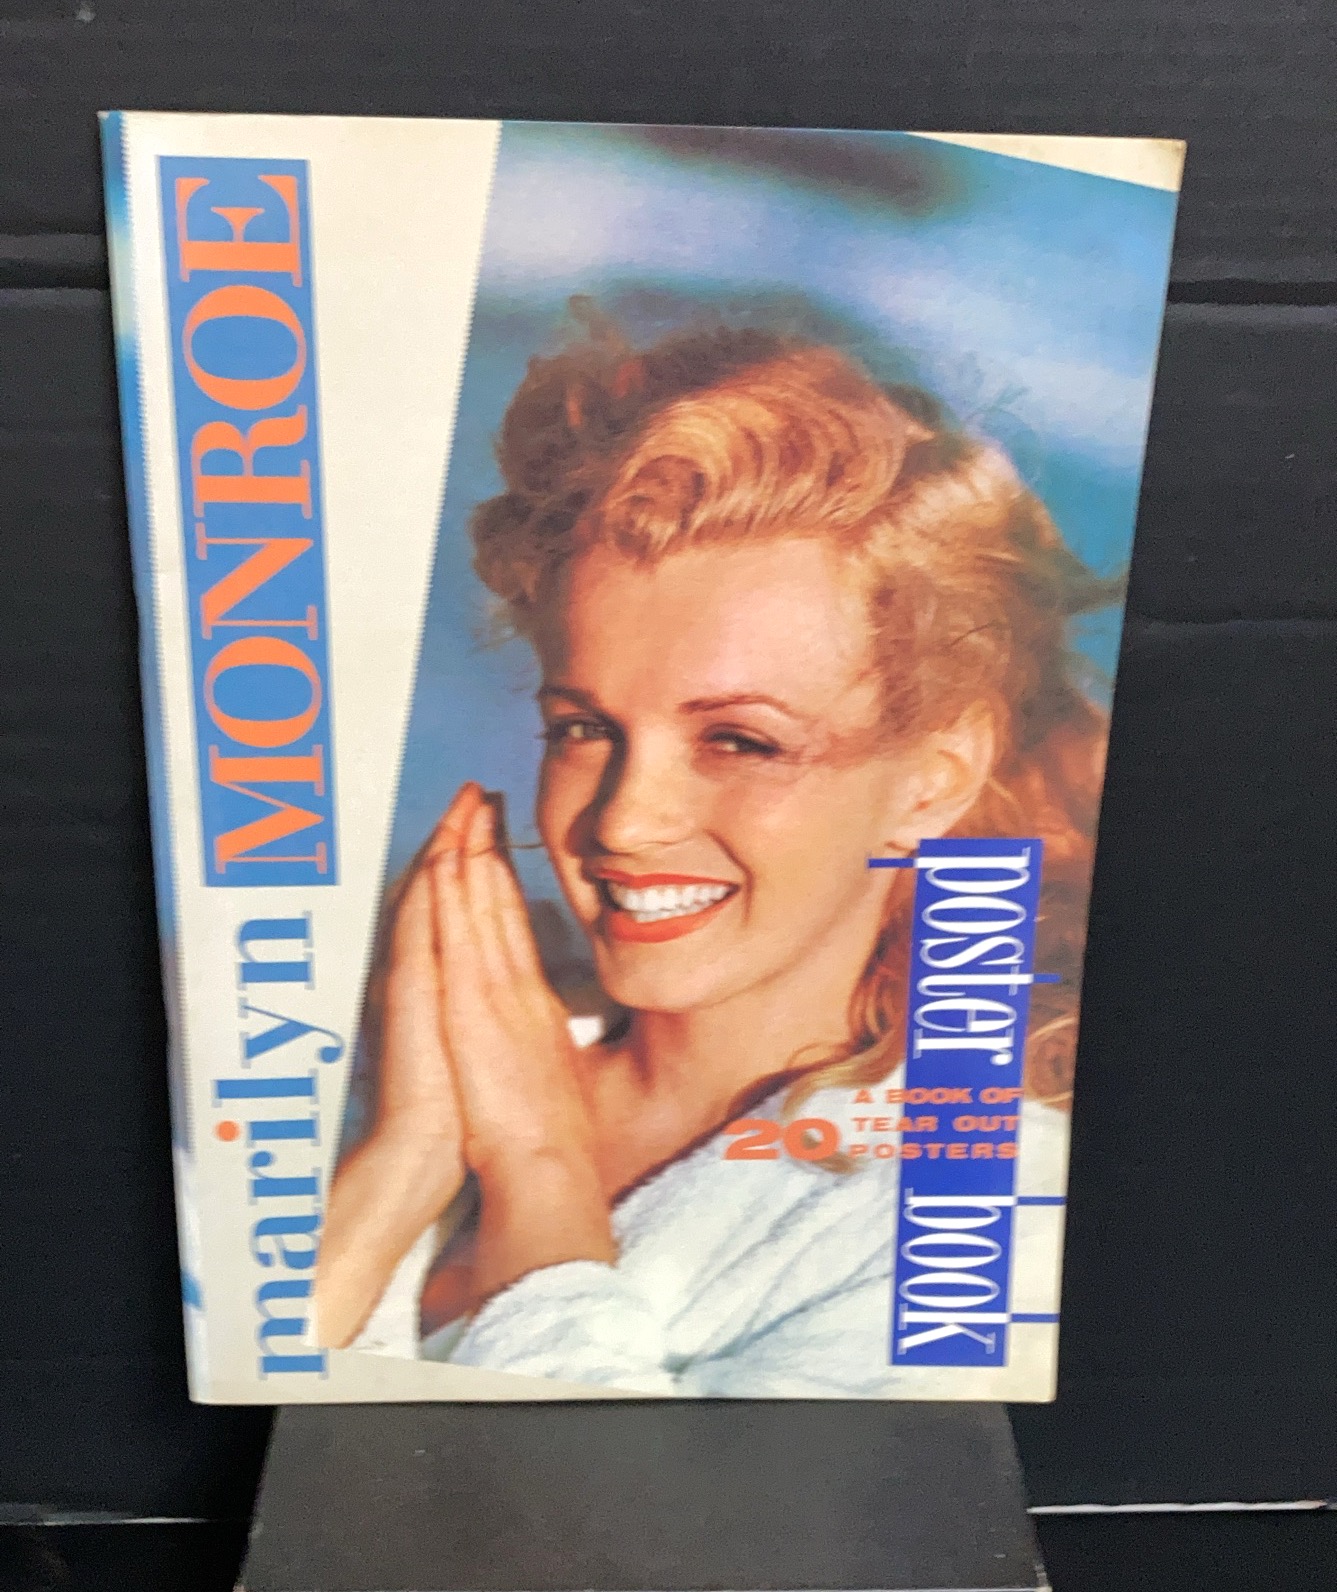 marilyn MONROE
poster book
20
A BOOK OF
TEAR OUT
POSTERS